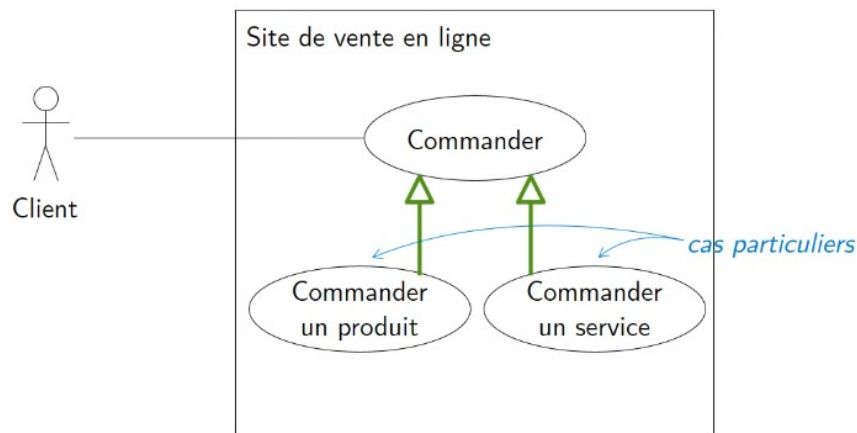 Site de vente en ligne
Commander
Client
cas particuliers
Commander
un produit
Commander
un service